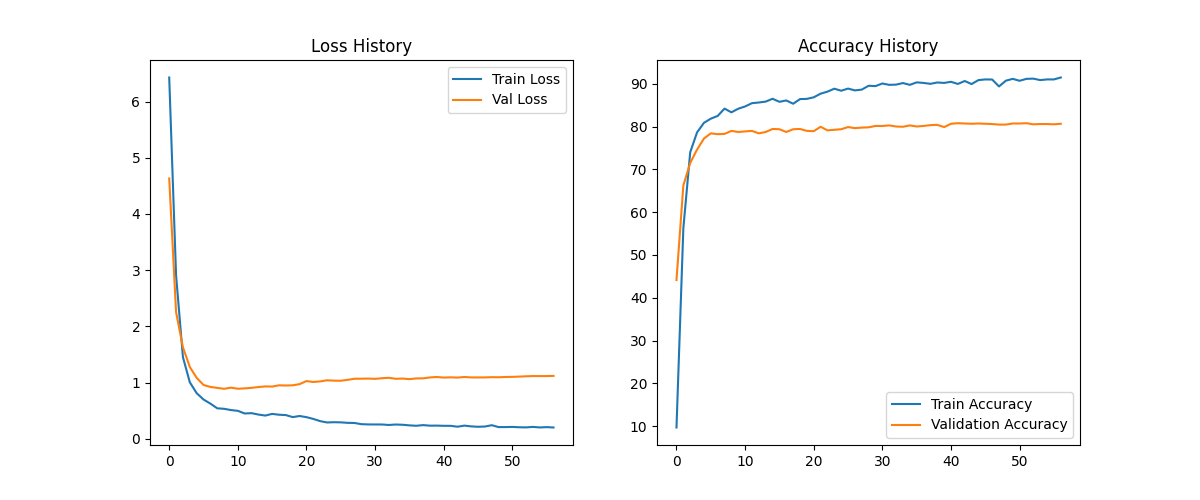 Loss History
Train Loss
Val Loss
6
5
4
3
2
1
0
0 10 20 30 40 50
Accuracy History
90
80
70
60
50
40
30
20
10
Train Accuracy
Validation Accuracy
0 10 20 30 40 50